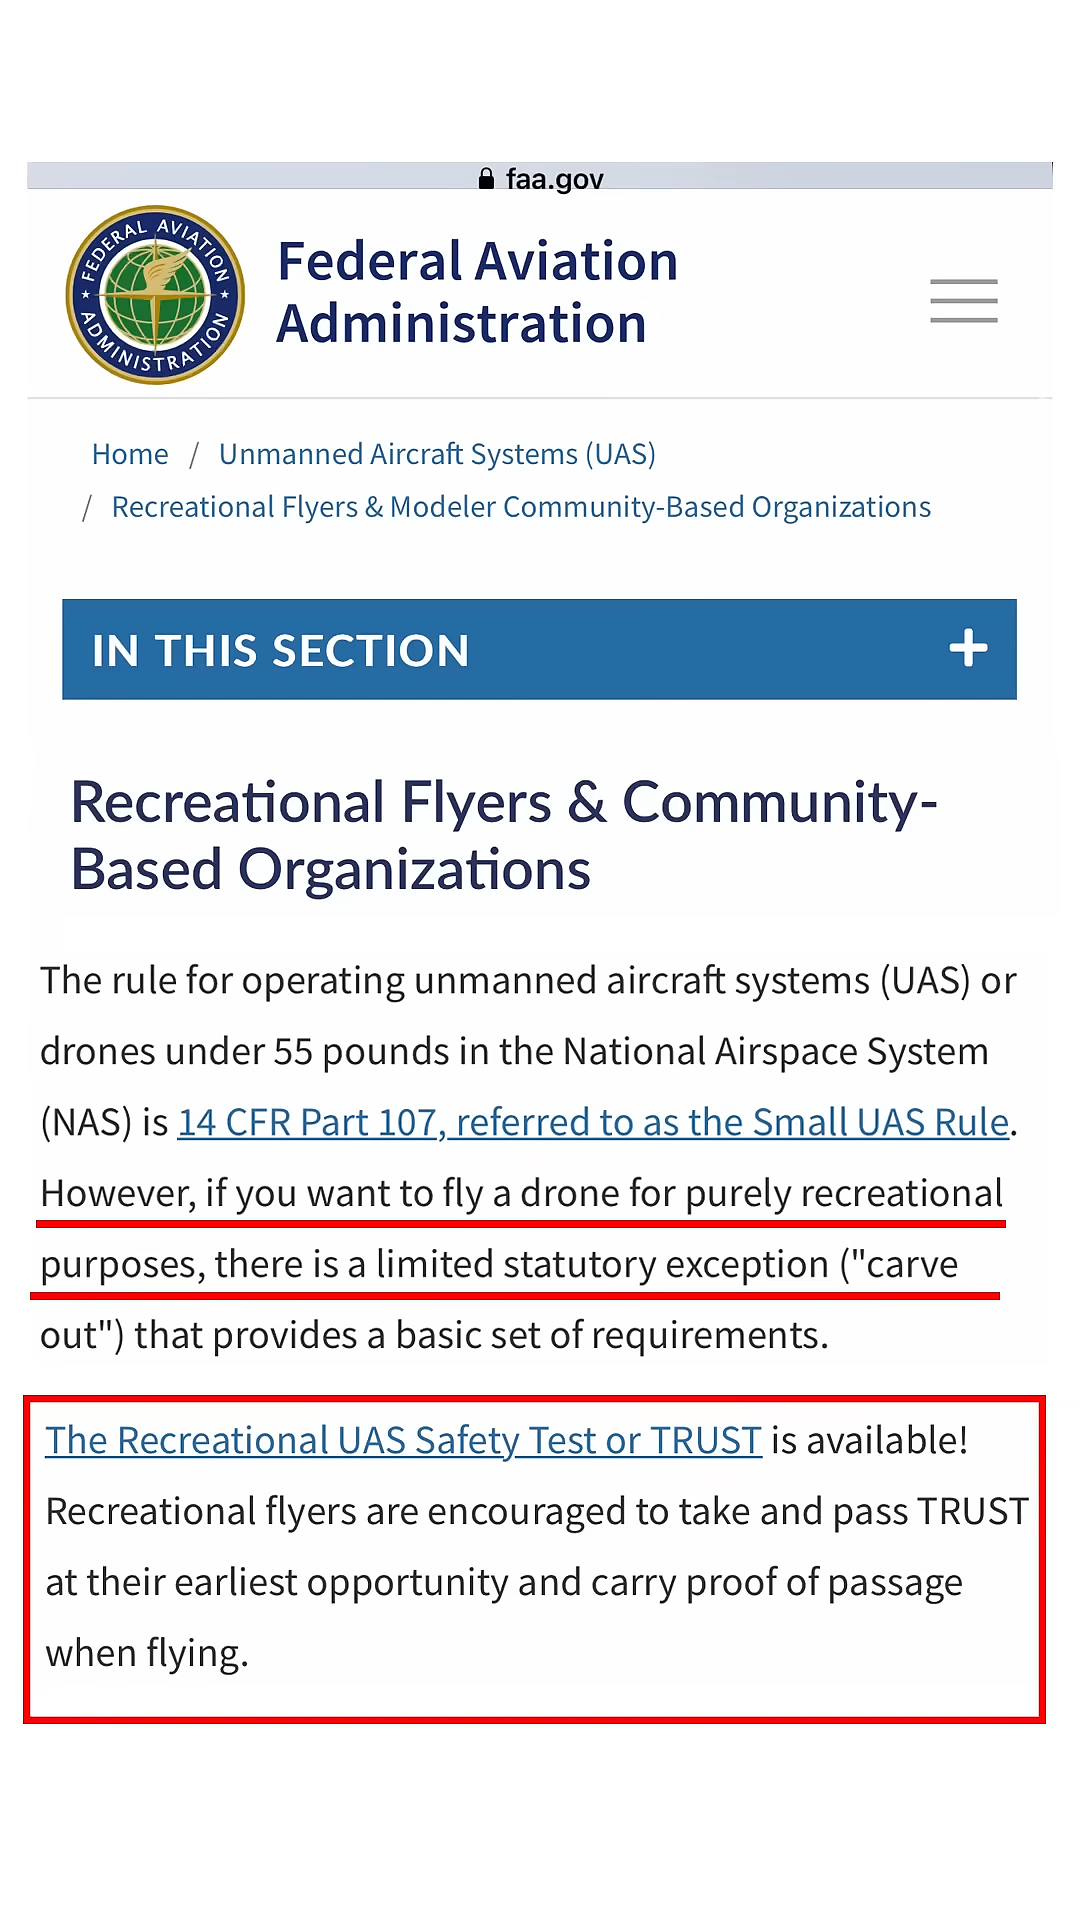 faa.gov
FEDERAL AVIATION
ADMINISTRATION
Federal Aviation
Administration
Home / Unmanned Aircraft Systems (UAS)
/ Recreational Flyers & Modeler Community-Based Organizations
IN THIS SECTION +
Recreational Flyers & Community-
Based Organizations
The rule for operating unmanned aircraft systems (UAS) or
drones under 55 pounds in the National Airspace System
(NAS) is 14 CFR Part 107, referred to as the Small UAS Rule.
However, if you want to fly a drone for purely recreational
purposes, there is a limited statutory exception ("carve
out") that provides a basic set of requirements.
The Recreational UAS Safety Test or TRUST is available!
Recreational flyers are encouraged to take and pass TRUST
at their earliest opportunity and carry proof of passage
when flying.